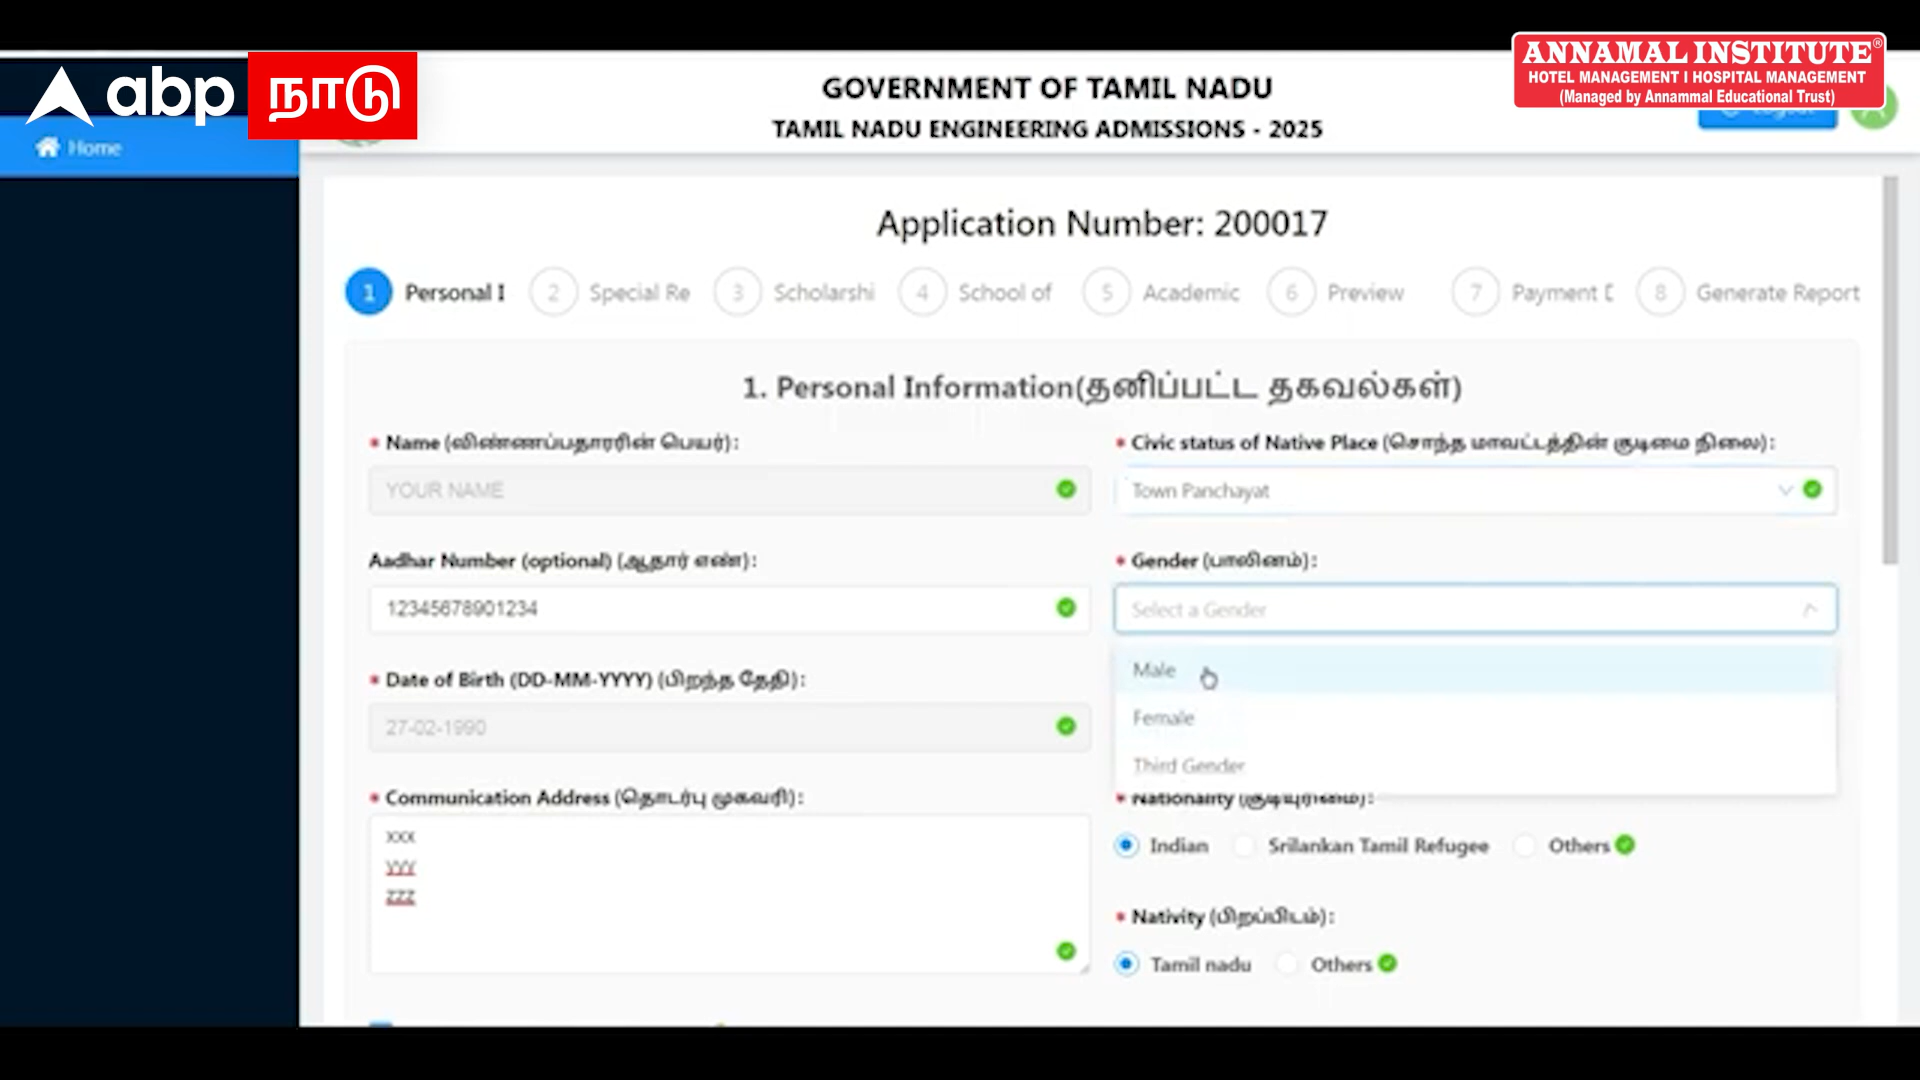 abp நாடு
ANNAMAL INSTITUTE®
HOTEL MANAGEMENT I HOSPITAL MANAGEMENT
(Managed by Annammal Educational Trust)
GOVERNMENT OF TAMIL NADU
TAMIL NADU ENGINEERING ADMISSIONS - 2025
Home
Application Number: 200017
1 Personal I
2 Special Re
3 Scholarshi
4 School of
5 Academic
6 Preview
7 Payment D
8 Generate Report
1. Personal Information(தனிப்பட்ட தகவல்கள்)
* Name (விண்ணப்பதாரரின் பெயர்):
YOUR NAME
* Civic status of Native Place (சொந்த மாவட்டத்தின் குடிமை நிலை):
Town Panchayat
Aadhar Number (optional) (ஆதார் எண்):
12345678901234
* Gender (பாலினம்):
Select a Gender
Male
Female
Third Gender
* Date of Birth (DD-MM-YYYY) (பிறந்த தேதி):
27-02-1990
* Communication Address (தொடர்பு முகவரி):
xxx
yyy
zzz
* Nationality (குடியுரிமை):
Indian Srilankan Tamil Refugee Others
* Nativity (பிறப்பிடம்):
Tamil nadu Others